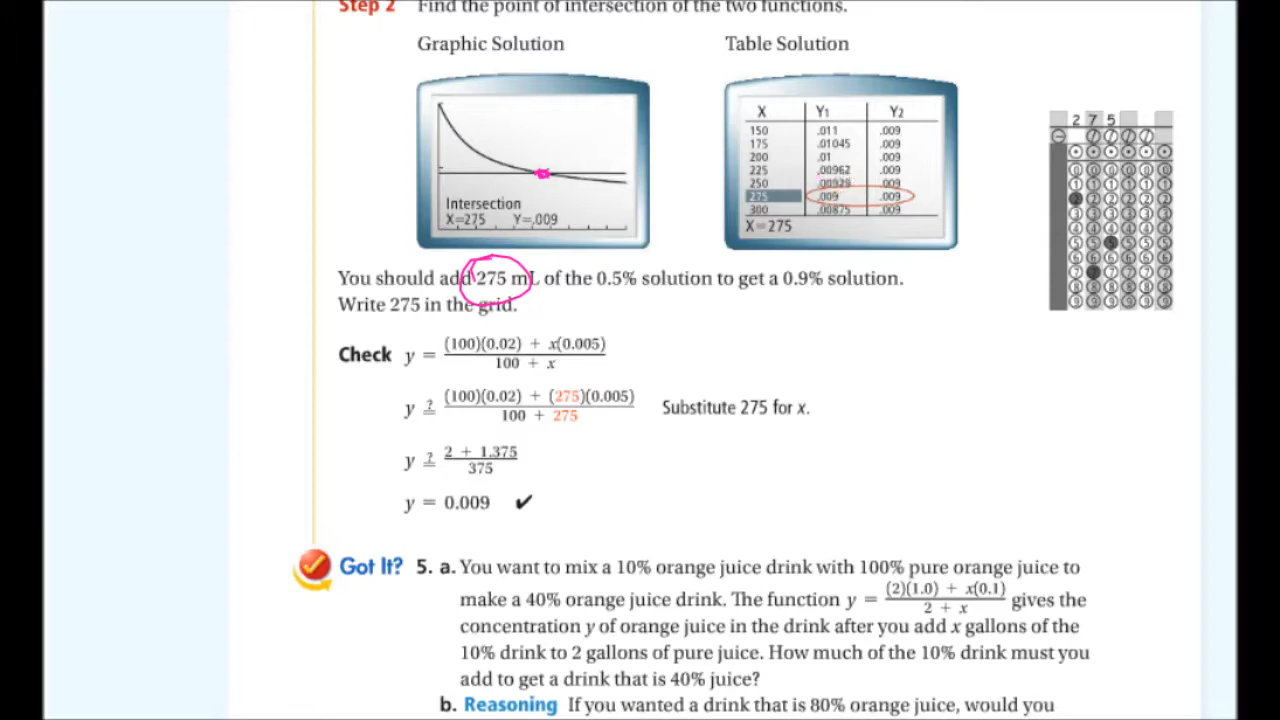 Step 2 Find the point of intersection of the two functions.
Graphic Solution
Table Solution
Intersection
X=275 Y=.009
X Y1 Y2
150 .011 .009
175 .01045 .009
200 .01 .009
225 .00962 .009
250 .00929 .009
275 .009 .009
300 .00875 .009
X=275
2 7 5
You should add 275 mL of the 0.5% solution to get a 0.9% solution.
Write 275 in the grid.
Check y = (100)(0.02) + x(0.005)
100 + x
y ≟ (100)(0.02) + (275)(0.005)
100 + 275
Substitute 275 for x.
y ≟ 2 + 1.375
375
y = 0.009 ✔
Got It? 5. a. You want to mix a 10% orange juice drink with 100% pure orange juice to
make a 40% orange juice drink. The function y = (2)(1.0) + x(0.1) / 2 + x gives the
concentration y of orange juice in the drink after you add x gallons of the
10% drink to 2 gallons of pure juice. How much of the 10% drink must you
add to get a drink that is 40% juice?
b. Reasoning If you wanted a drink that is 80% orange juice, would you